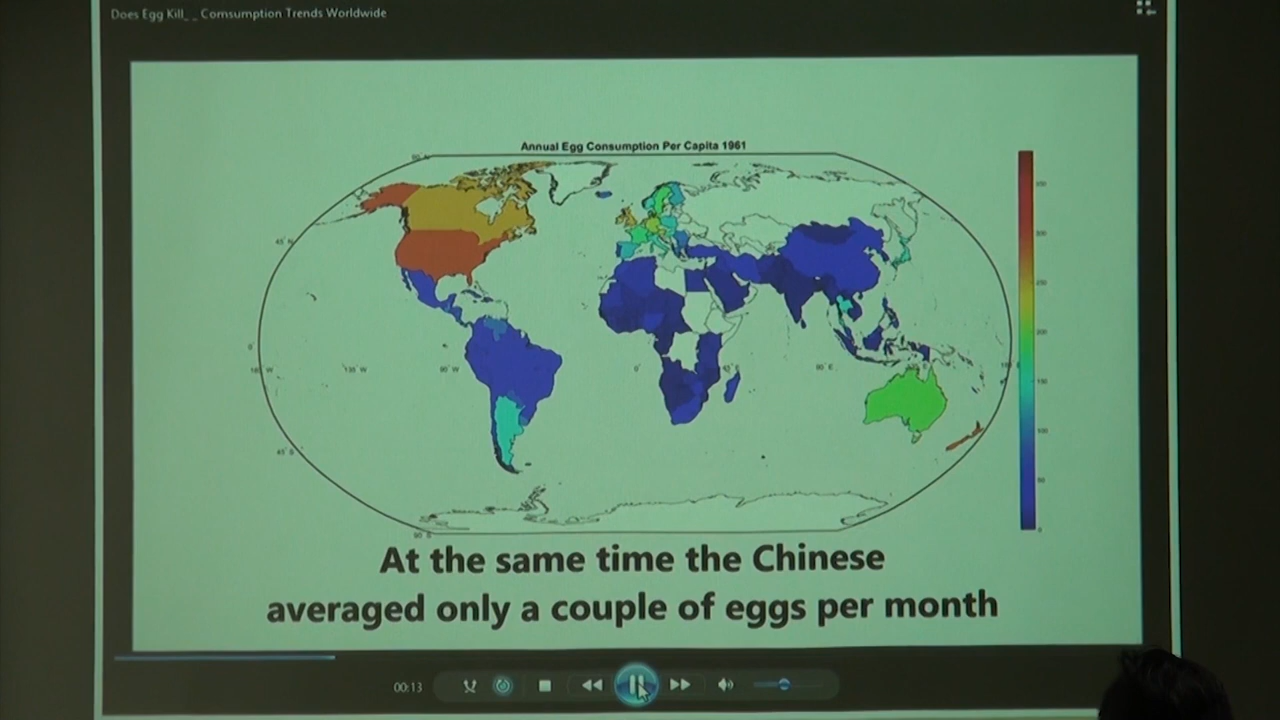 Does Egg Kill_ _ Comsumption Trends Worldwide
Annual Egg Consumption Per Capita 1961
At the same time the Chinese
averaged only a couple of eggs per month
00:13